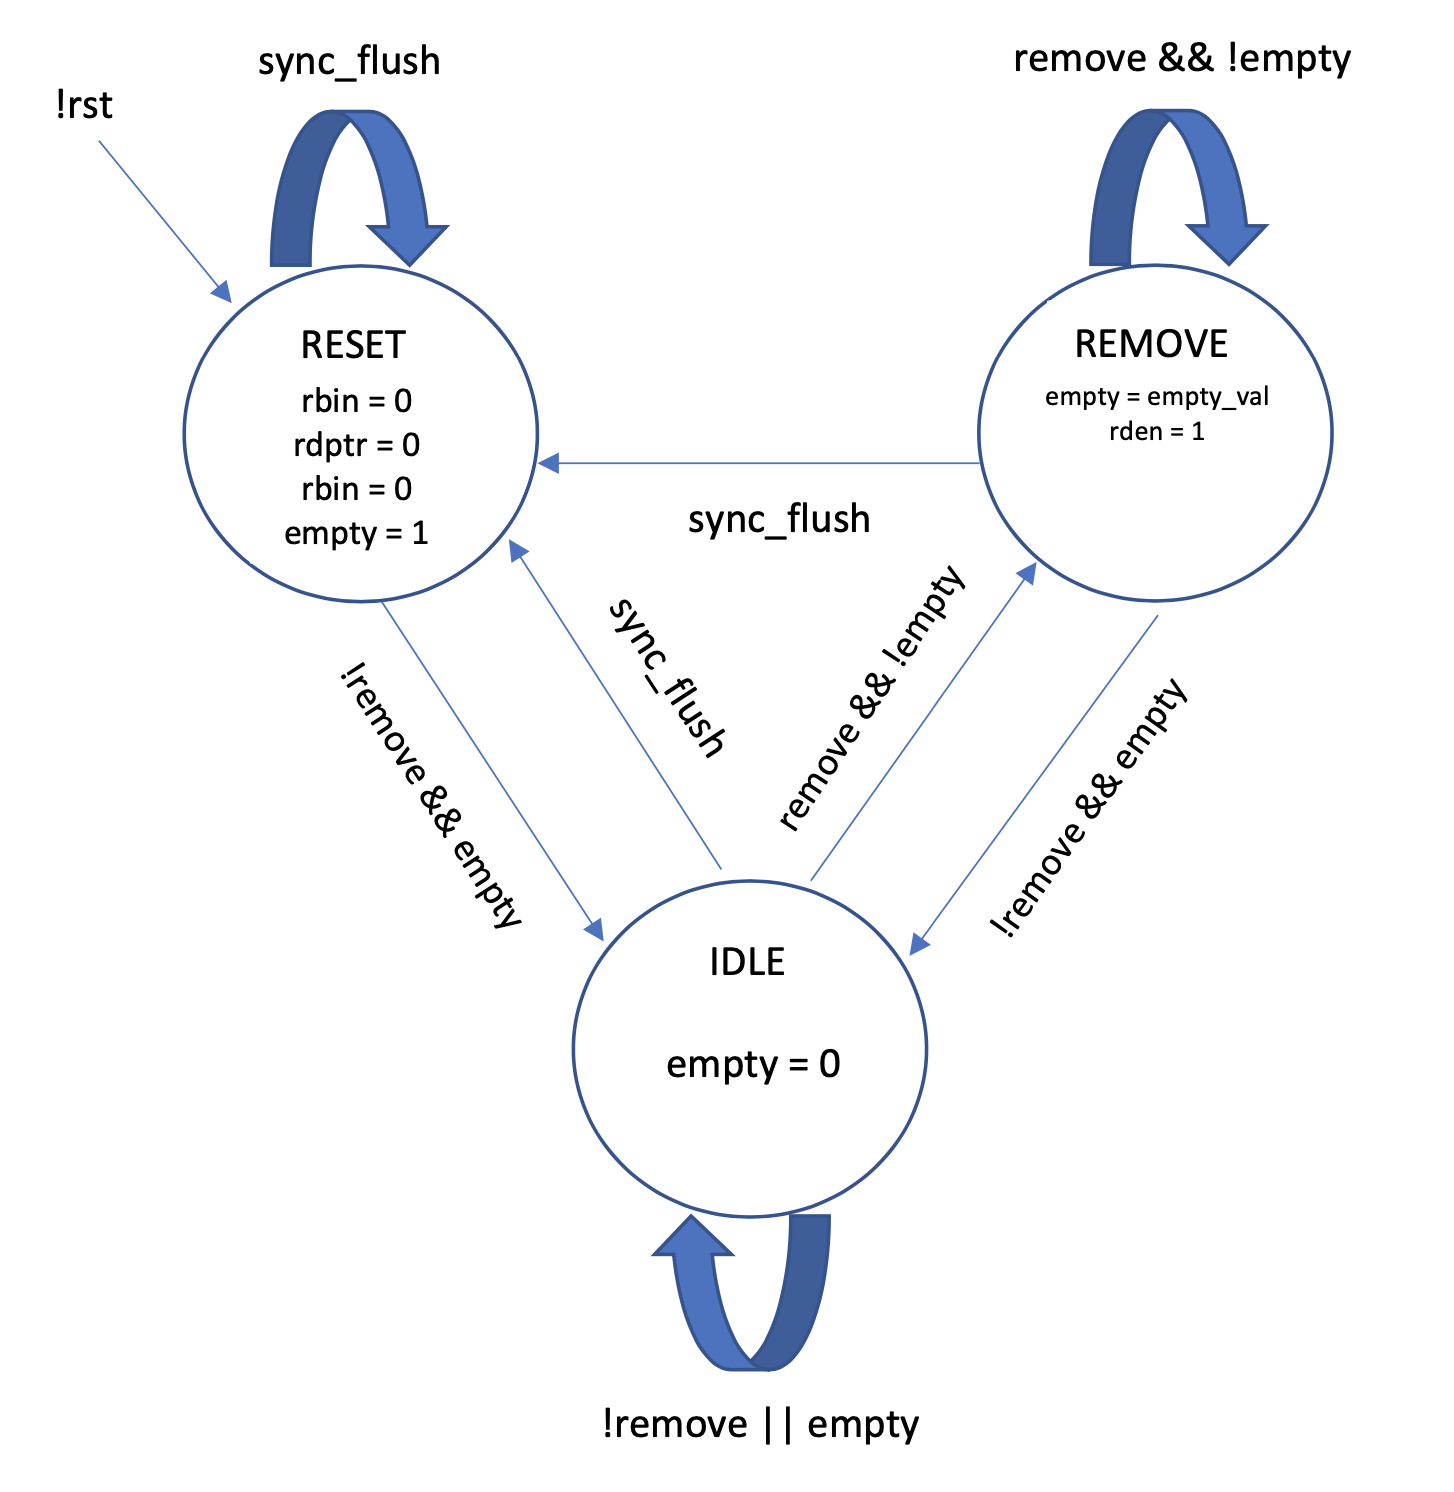 sync_flush
remove && !empty
!rst
RESET
rbin = 0
rdptr = 0
rbin = 0
empty = 1
REMOVE
empty = empty_val
rden = 1
sync_flush
sync_flush
remove && !empty
!remove && empty
!remove && empty
IDLE
empty = 0
!remove || empty